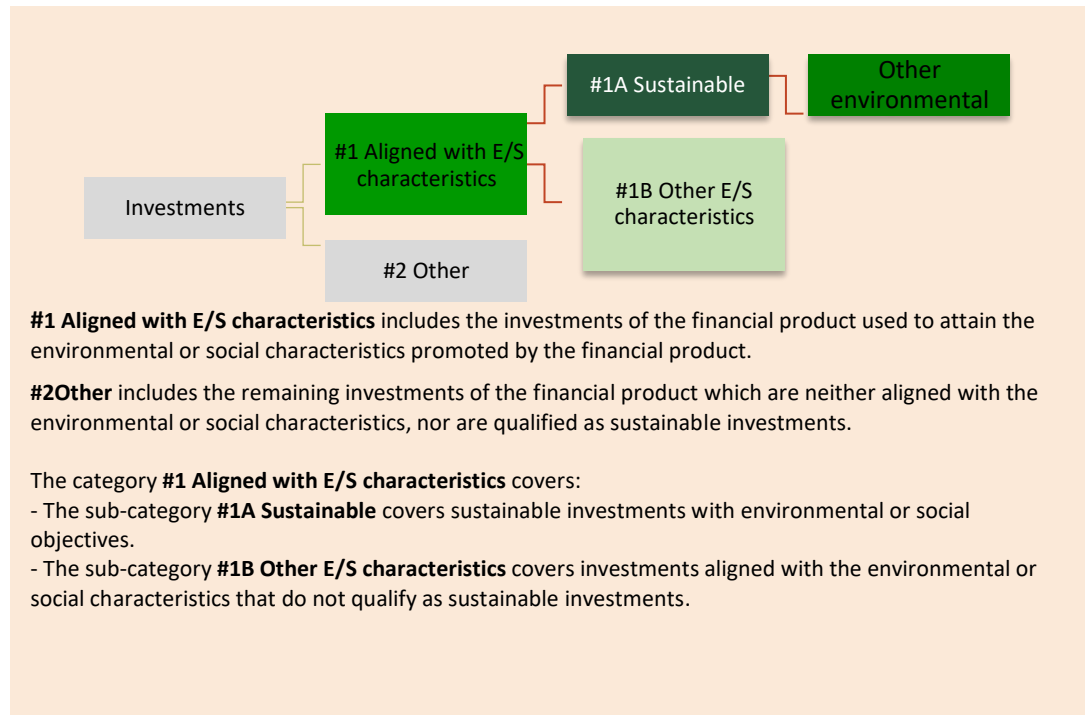 #1A Sustainable
Other
environmental
#1 Aligned with E/S
characteristics
#1B Other E/S
characteristics
Investments
#2 Other
#1 Aligned with E/S characteristics includes the investments of the financial product used to attain the
environmental or social characteristics promoted by the financial product.
#2Other includes the remaining investments of the financial product which are neither aligned with the
environmental or social characteristics, nor are qualified as sustainable investments.
The category #1 Aligned with E/S characteristics covers:
- The sub-category #1A Sustainable covers sustainable investments with environmental or social
objectives.
- The sub-category #1B Other E/S characteristics covers investments aligned with the environmental or
social characteristics that do not qualify as sustainable investments.